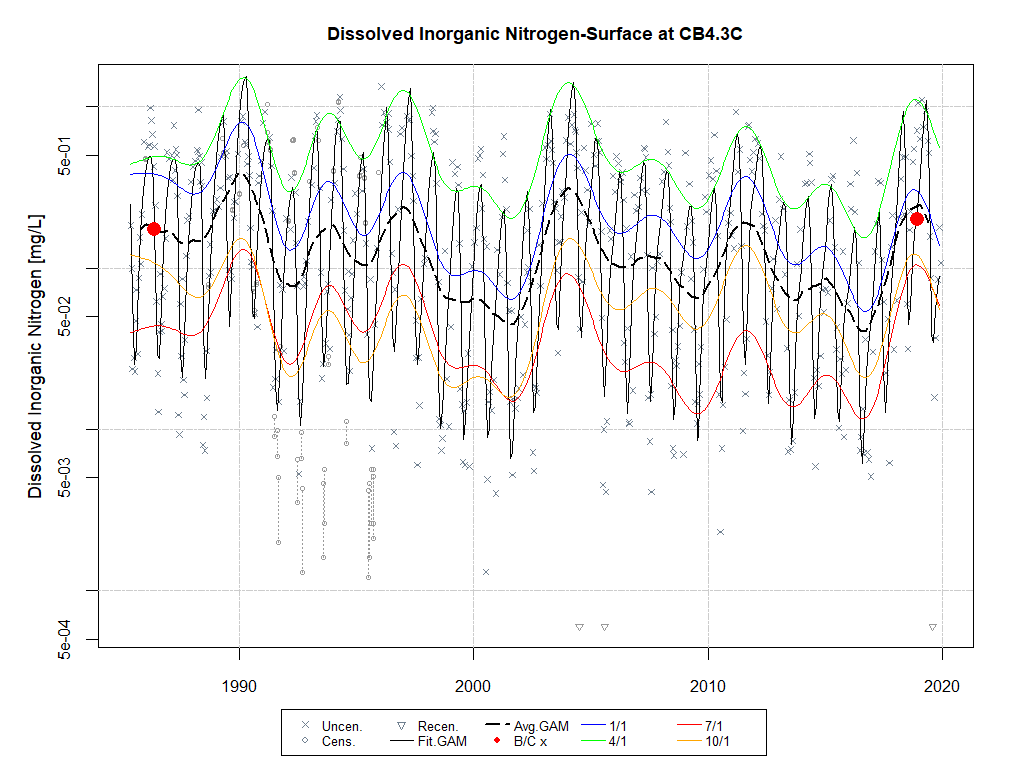 Dissolved Inorganic Nitrogen-Surface at CB4.3C
Dissolved Inorganic Nitrogen [mg/L]
5e-01
5e-02
5e-03
5e-04
1990 2000 2010 2020
Uncen. Recen. Avg.GAM 1/1 7/1
Cens. Fit.GAM B/C x 4/1 10/1